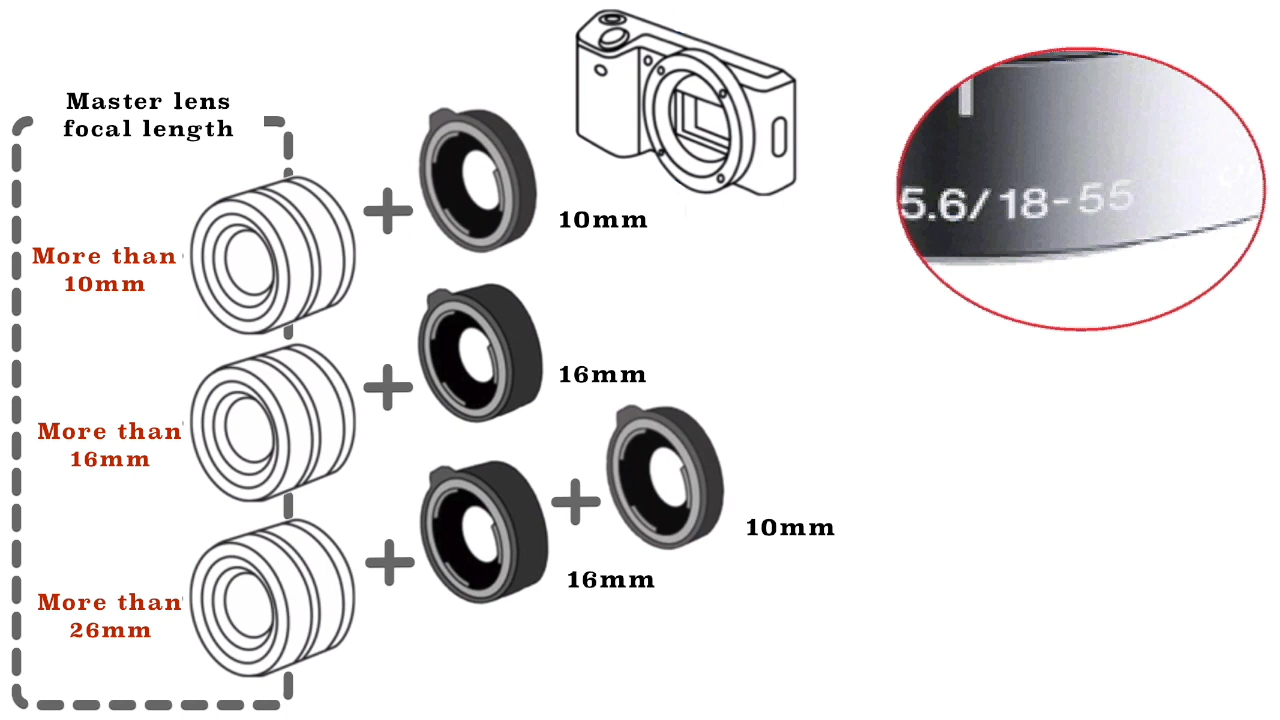 Master lens
focal length
10mm
More than
10mm
16mm
More than
16mm
10mm
16mm
More than
26mm
5.6/18-55